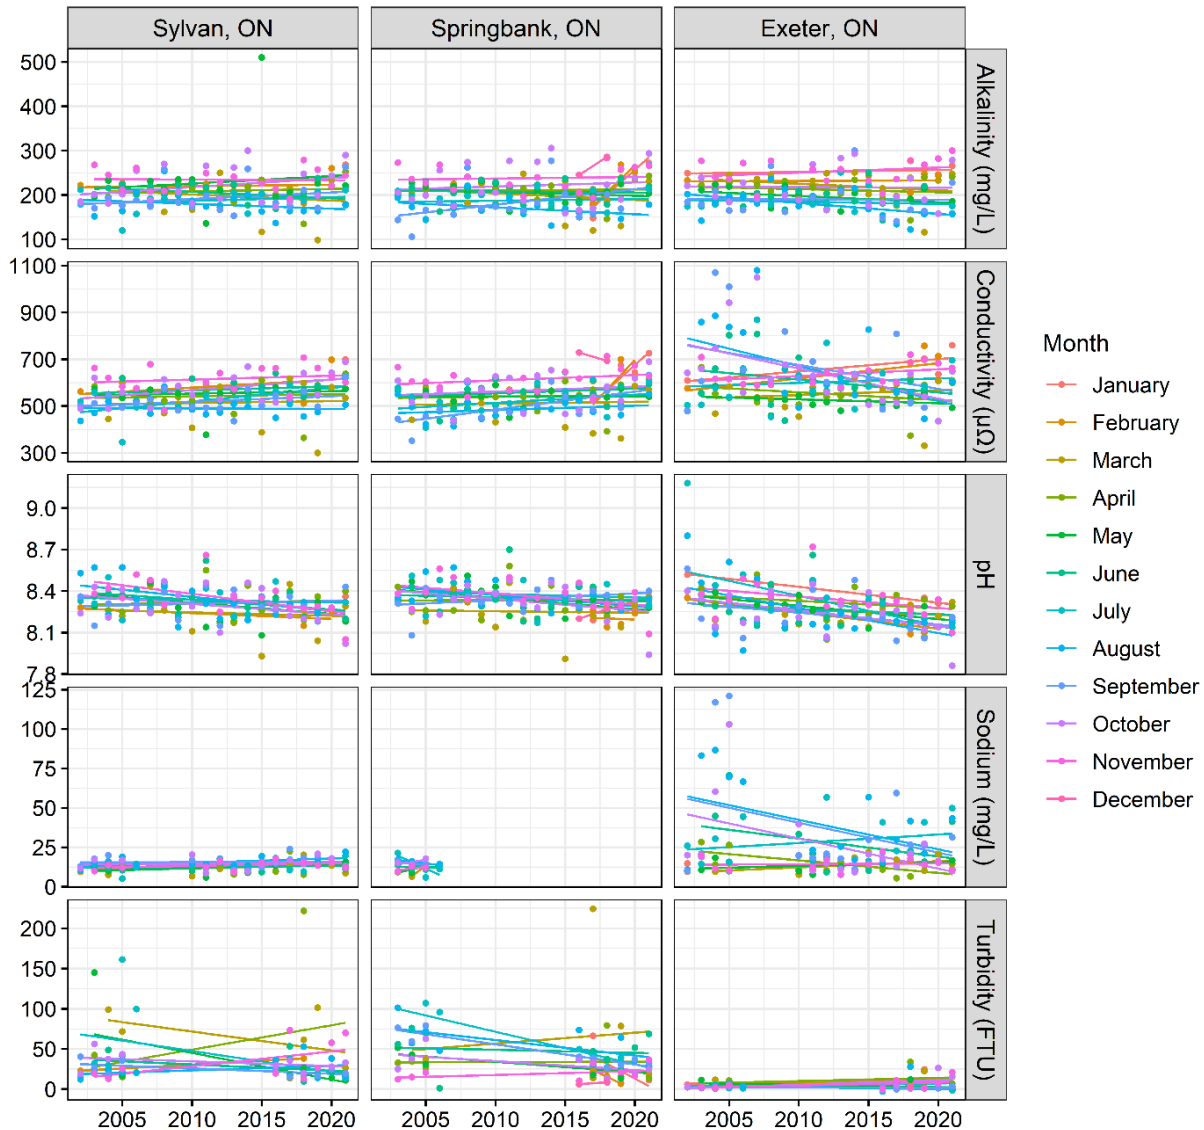 Sylvan, ON Springbank, ON Exeter, ON
500
400
300
200
100
Alkalinity (mg/L)
1100
900
700
500
300
Conductivity (μΩ)
9.0
8.7
8.4
8.1
7.8
pH
125
100
75
50
25
0
Sodium (mg/L)
200
150
100
50
0
Turbidity (FTU)
2005 2010 2015 2020 2005 2010 2015 2020 2005 2010 2015 2020
Month
January
February
March
April
May
June
July
August
September
October
November
December